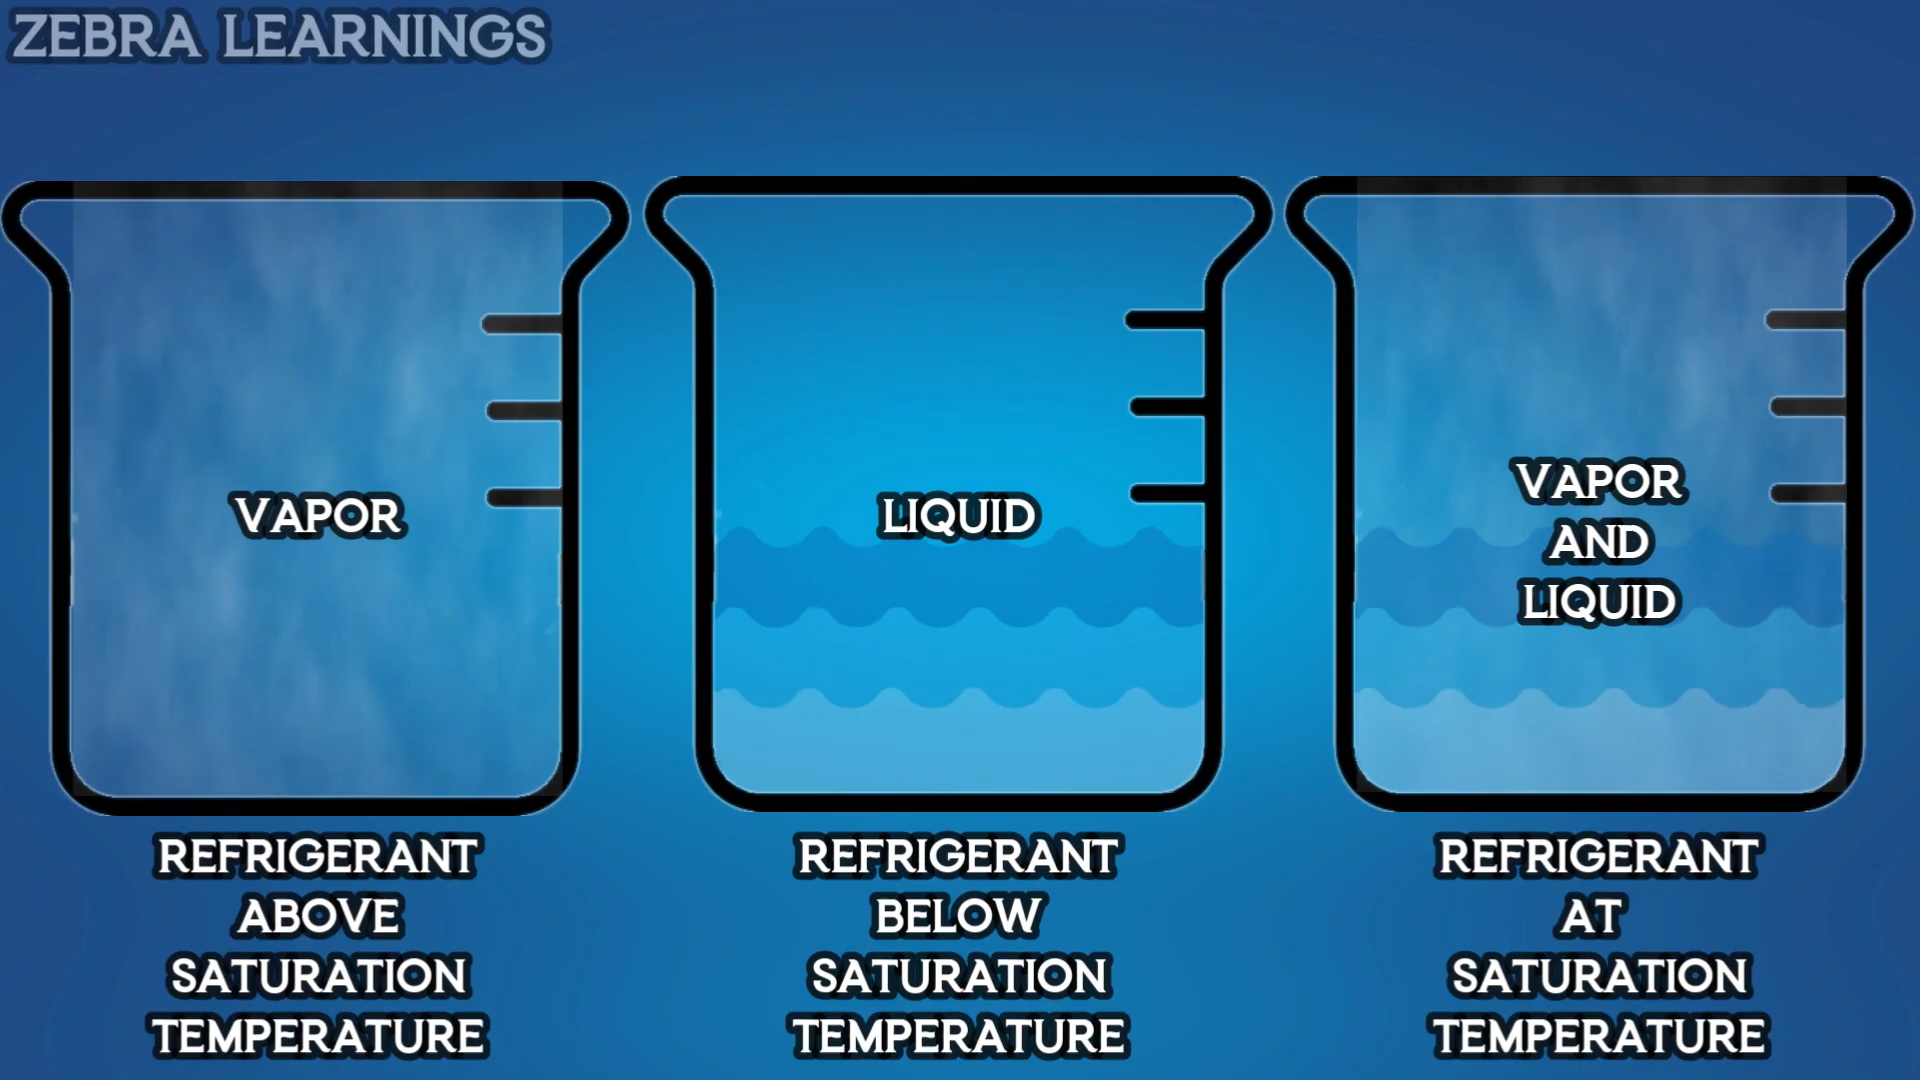 ZEBRA LEARNINGS
VAPOR
LIQUID
VAPOR
AND
LIQUID
REFRIGERANT
ABOVE
SATURATION
TEMPERATURE
REFRIGERANT
BELOW
SATURATION
TEMPERATURE
REFRIGERANT
AT
SATURATION
TEMPERATURE